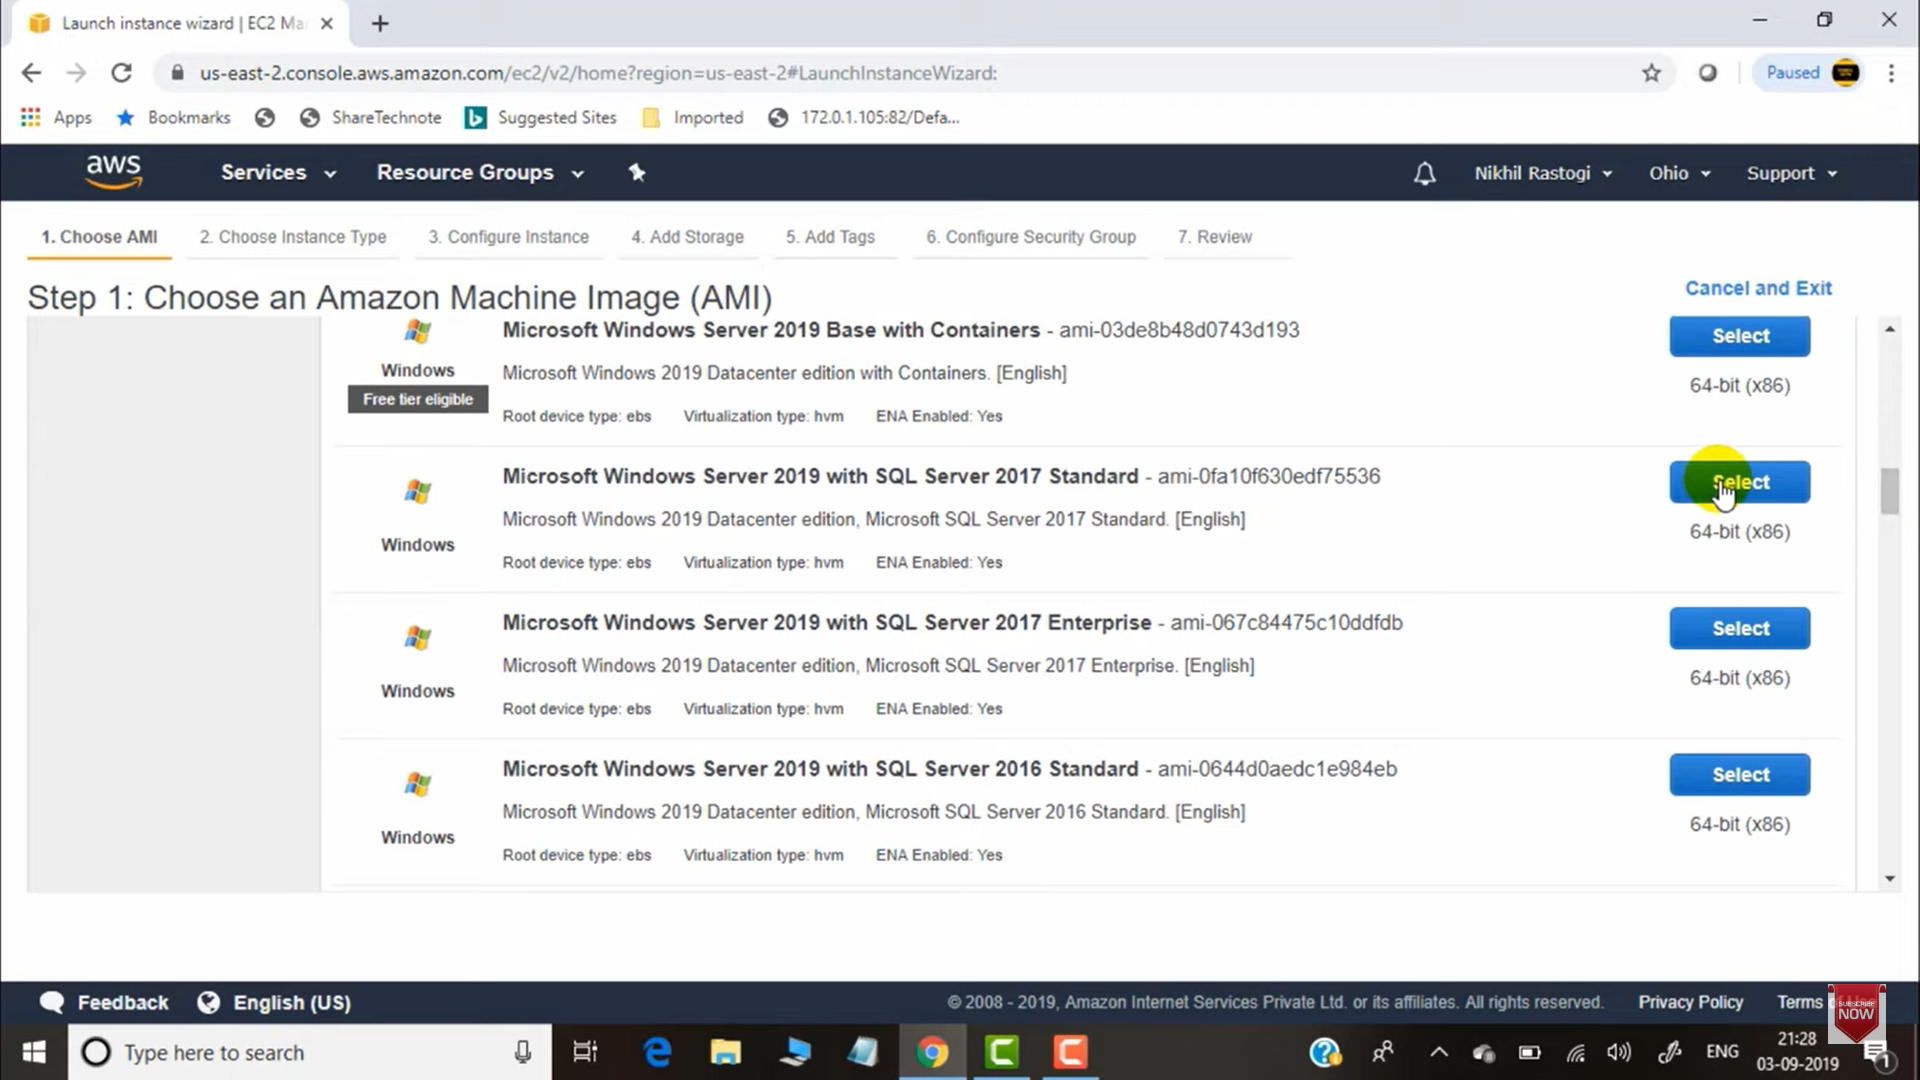 Launch instance wizard | EC2 Ma
us-east-2.console.aws.amazon.com/ec2/v2/home?region=us-east-2#LaunchInstanceWizard:
Paused
Apps
Bookmarks
ShareTechnote
Suggested Sites
Imported
172.0.1.105:82/Defa...
aws
Services
Resource Groups
Nikhil Rastogi
Ohio
Support
1. Choose AMI
2. Choose Instance Type
3. Configure Instance
4. Add Storage
5. Add Tags
6. Configure Security Group
7. Review
Step 1: Choose an Amazon Machine Image (AMI)
Cancel and Exit
Windows
Free tier eligible
Microsoft Windows Server 2019 Base with Containers - ami-03de8b48d0743d193
Microsoft Windows 2019 Datacenter edition with Containers. [English]
Root device type: ebs Virtualization type: hvm ENA Enabled: Yes
Select
64-bit (x86)
Windows
Microsoft Windows Server 2019 with SQL Server 2017 Standard - ami-0fa10f630edf75536
Microsoft Windows 2019 Datacenter edition, Microsoft SQL Server 2017 Standard. [English]
Root device type: ebs Virtualization type: hvm ENA Enabled: Yes
Select
64-bit (x86)
Windows
Microsoft Windows Server 2019 with SQL Server 2017 Enterprise - ami-067c84475c10ddfdb
Microsoft Windows 2019 Datacenter edition, Microsoft SQL Server 2017 Enterprise. [English]
Root device type: ebs Virtualization type: hvm ENA Enabled: Yes
Select
64-bit (x86)
Windows
Microsoft Windows Server 2019 with SQL Server 2016 Standard - ami-0644d0aedc1e984eb
Microsoft Windows 2019 Datacenter edition, Microsoft SQL Server 2016 Standard. [English]
Root device type: ebs Virtualization type: hvm ENA Enabled: Yes
Select
64-bit (x86)
Feedback
English (US)
© 2008 - 2019, Amazon Internet Services Private Ltd. or its affiliates. All rights reserved.
Privacy Policy
Terms
SUBSCRIBE
NOW
Type here to search
ENG
21:28
03-09-2019
1